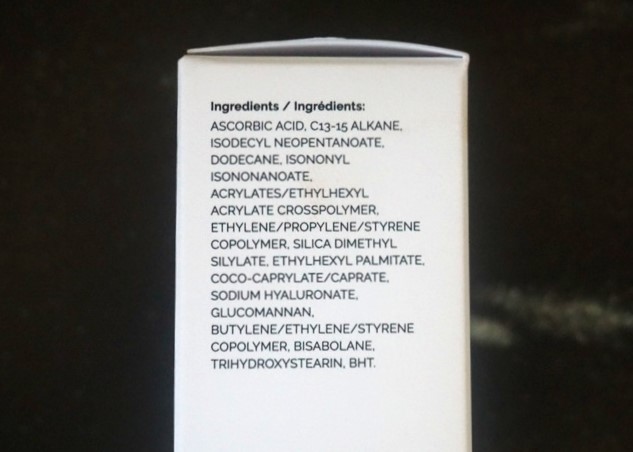 Ingredients / Ingrédients:
ASCORBIC ACID, C13-15 ALKANE,
ISODECYL NEOPENTANOATE,
DODECANE, ISONONYL
ISONONANOATE,
ACRYLATES/ETHYLHEXYL
ACRYLATE CROSSPOLYMER,
ETHYLENE/PROPYLENE/STYRENE
COPOLYMER, SILICA DIMETHYL
SILYLATE, ETHYLHEXYL PALMITATE,
COCO-CAPRYLATE/CAPRATE,
SODIUM HYALURONATE,
GLUCOMANNAN,
BUTYLENE/ETHYLENE/STYRENE
COPOLYMER, BISABOLANE,
TRIHYDROXYSTEARIN, BHT.